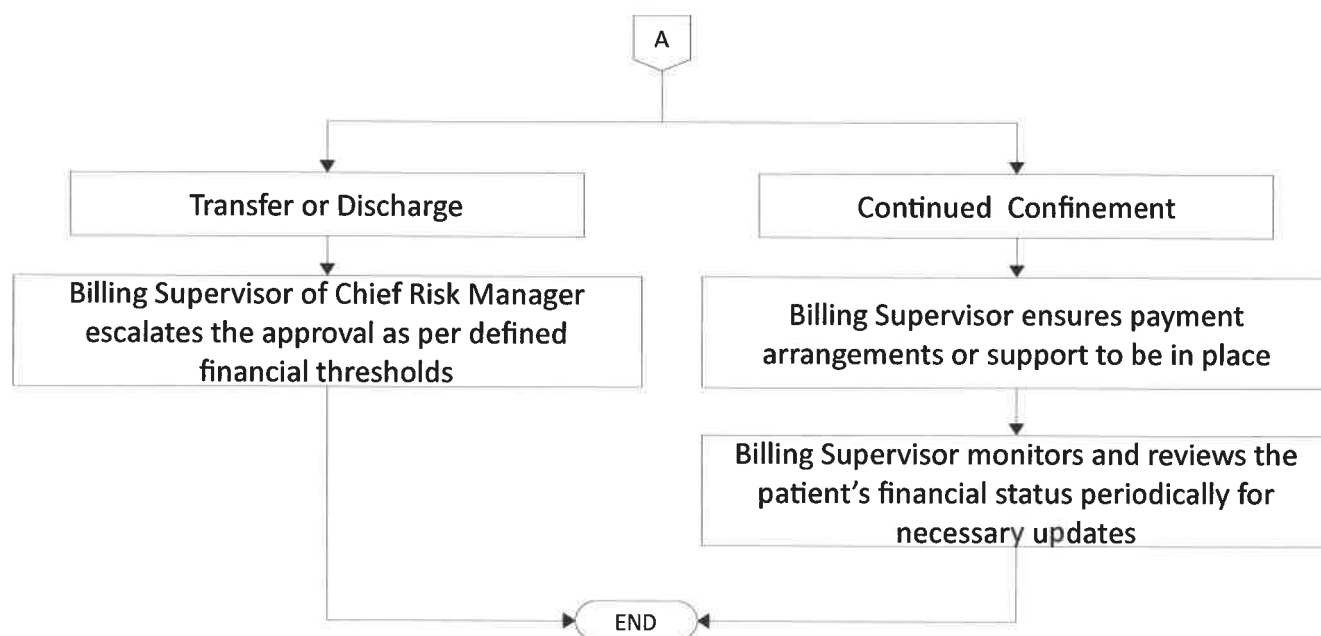 A
Transfer or Discharge
Billing Supervisor of Chief Risk Manager
escalates the approval as per defined
financial thresholds
Continued Confinement
Billing Supervisor ensures payment
arrangements or support to be in place
Billing Supervisor monitors and reviews the
patient’s financial status periodically for
necessary updates
END